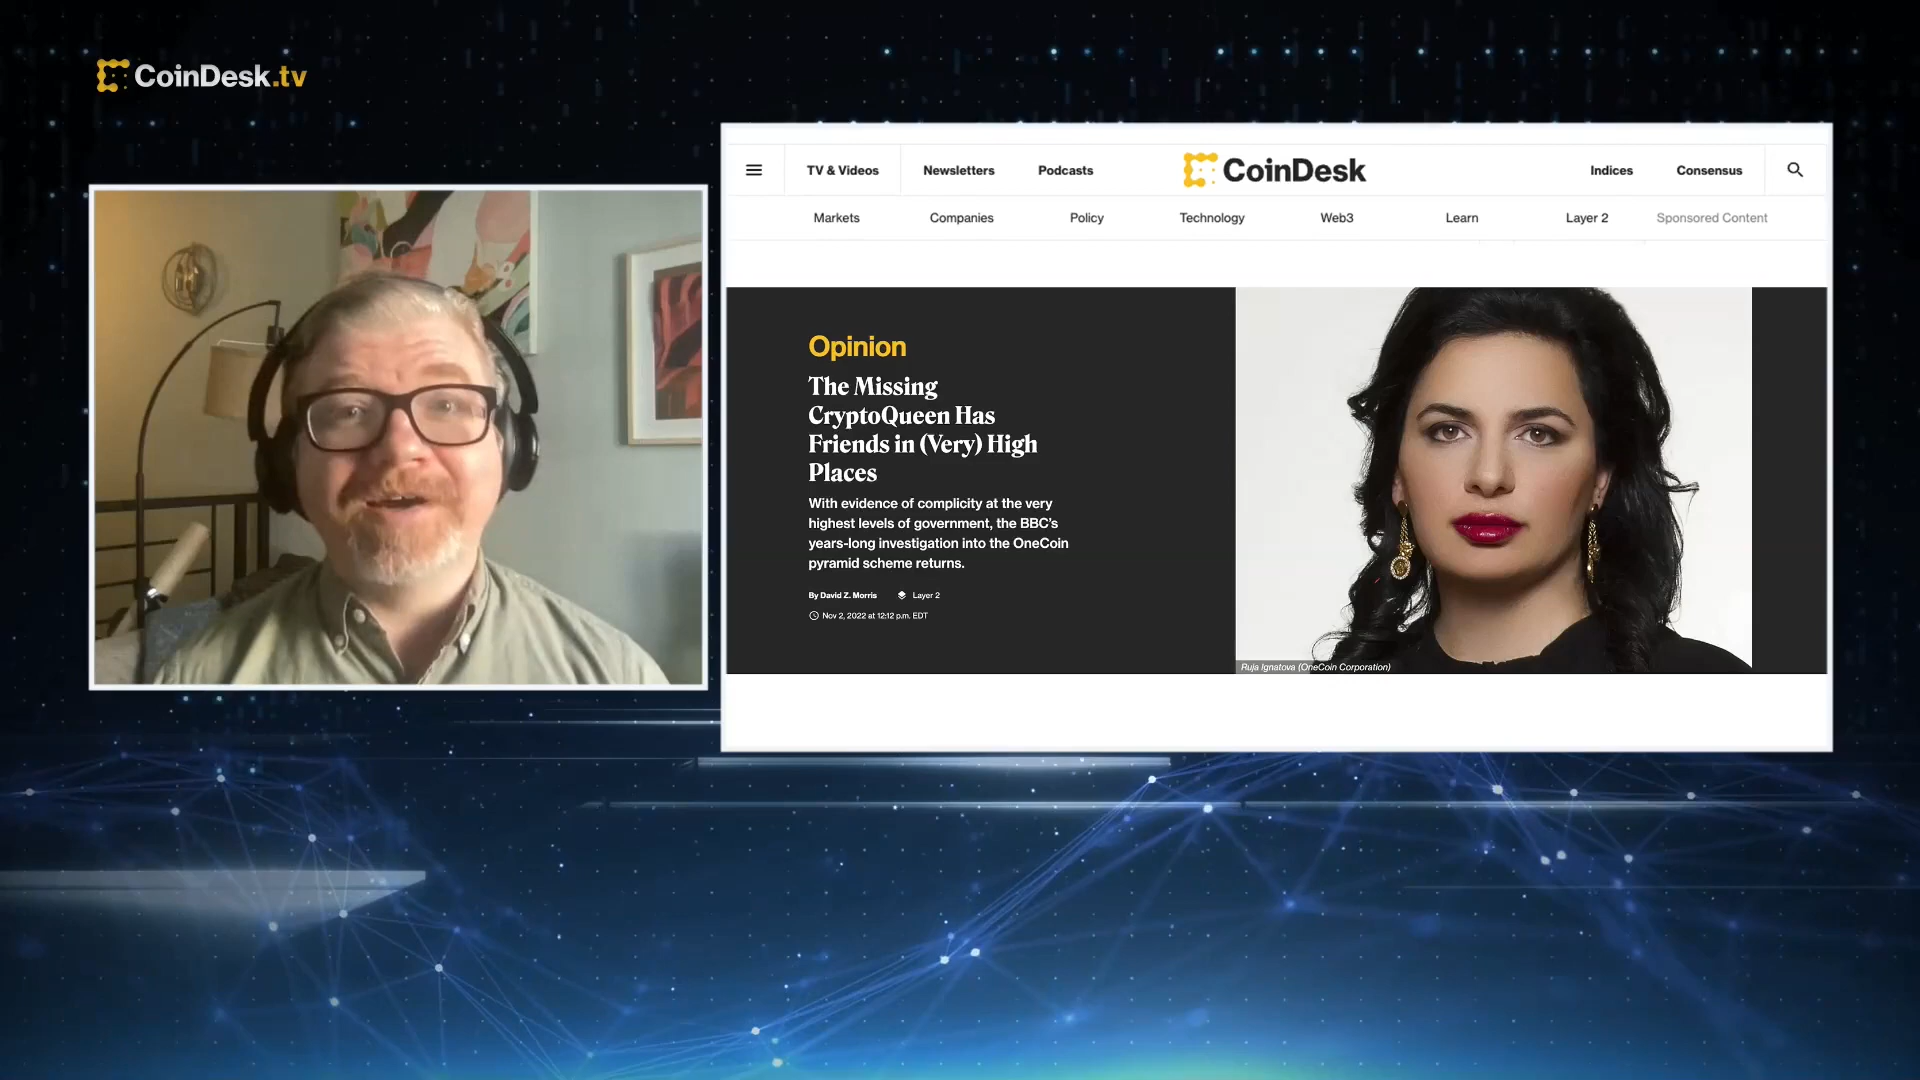 CoinDesk.tv
TV & Videos
Newsletters
Podcasts
CoinDesk
Indices
Consensus
Markets
Companies
Policy
Technology
Web3
Learn
Layer 2
Sponsored Content
Opinion
The Missing
CryptoQueen Has
Friends in (Very) High
Places
With evidence of complicity at the very
highest levels of government, the BBC's
years-long investigation into the OneCoin
pyramid scheme returns.
By David Z. Morris
Layer 2
Nov 2, 2022 at 12:12 p.m. EDT
Ruja Ignatova (OneCoin Corporation)